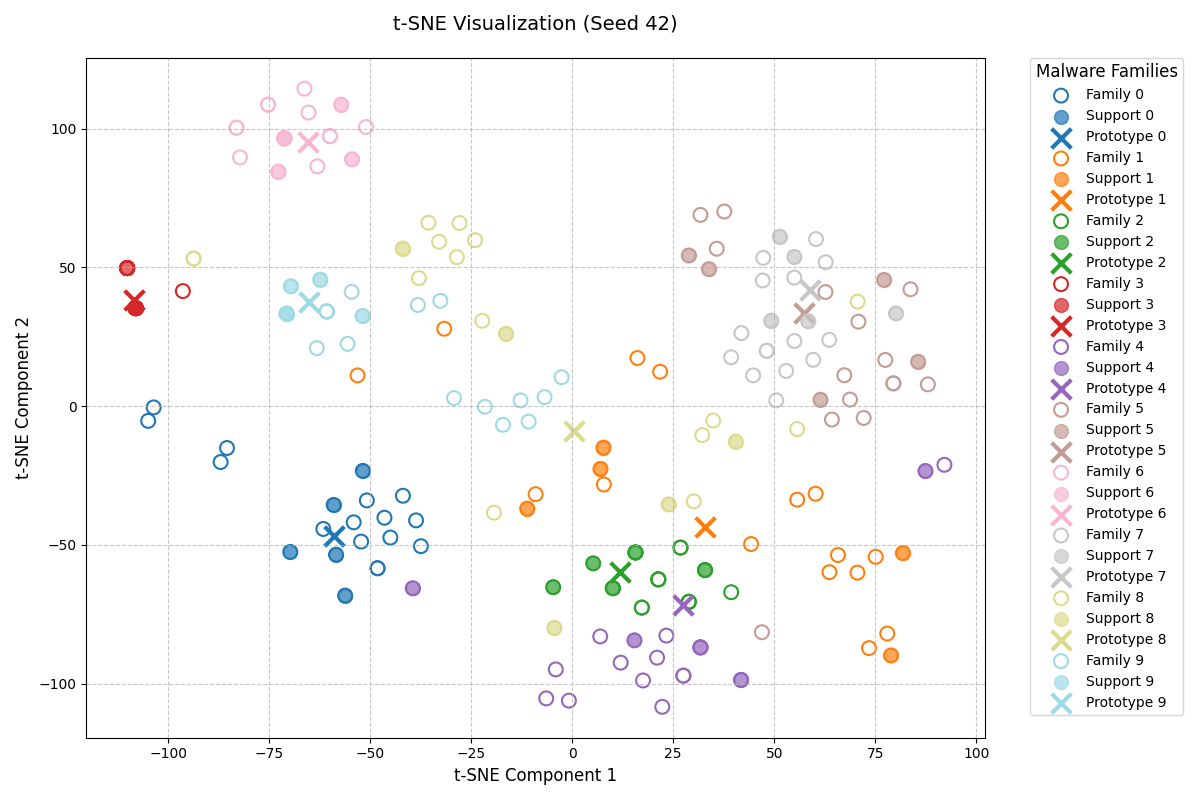 t-SNE Visualization (Seed 42)
t-SNE Component 2
100
50
0
−50
−100
−100
−75
−50
−25
0
25
50
75
100
t-SNE Component 1
Malware Families
Family 0
Support 0
Prototype 0
Family 1
Support 1
Prototype 1
Family 2
Support 2
Prototype 2
Family 3
Support 3
Prototype 3
Family 4
Support 4
Prototype 4
Family 5
Support 5
Prototype 5
Family 6
Support 6
Prototype 6
Family 7
Support 7
Prototype 7
Family 8
Support 8
Prototype 8
Family 9
Support 9
Prototype 9